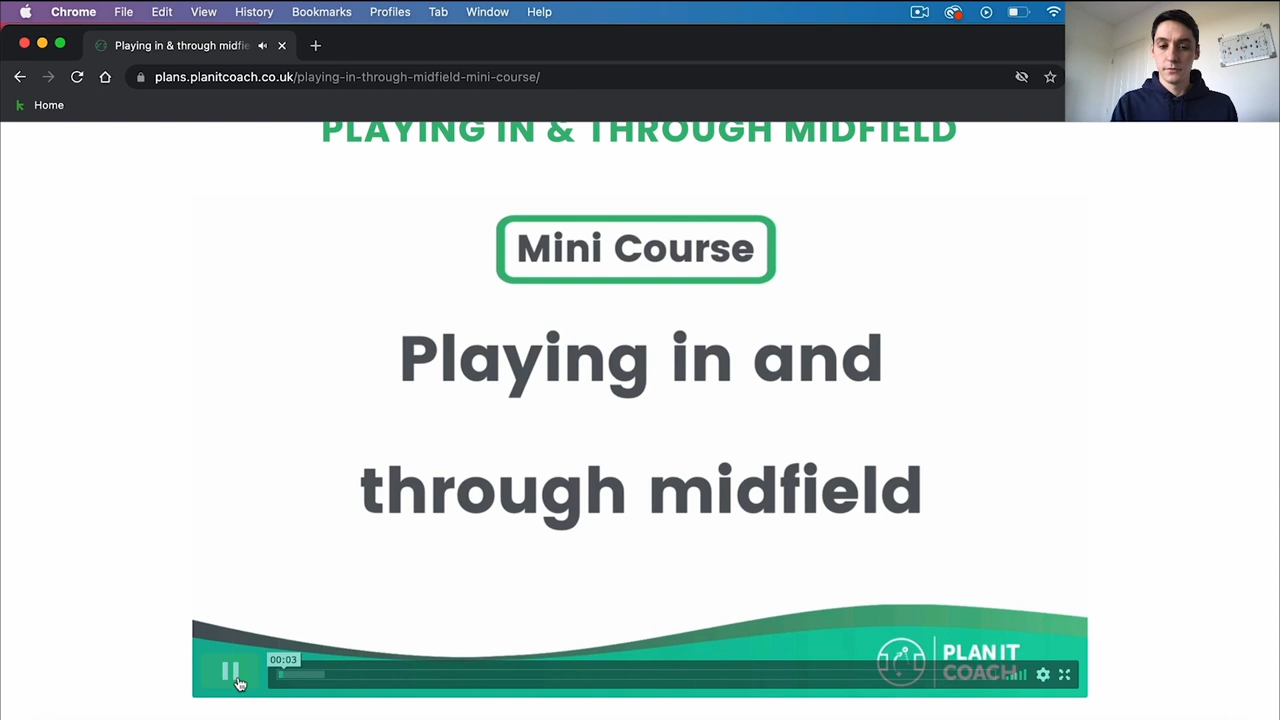 Chrome File Edit View History Bookmarks Profiles Tab Window Help
Playing in & through midfie
plans.planitcoach.co.uk/playing-in-through-midfield-mini-course/
Home
PLAYING IN & THROUGH MIDFIELD
Mini Course
Playing in and
through midfield
00:03
PLAN IT
COACH